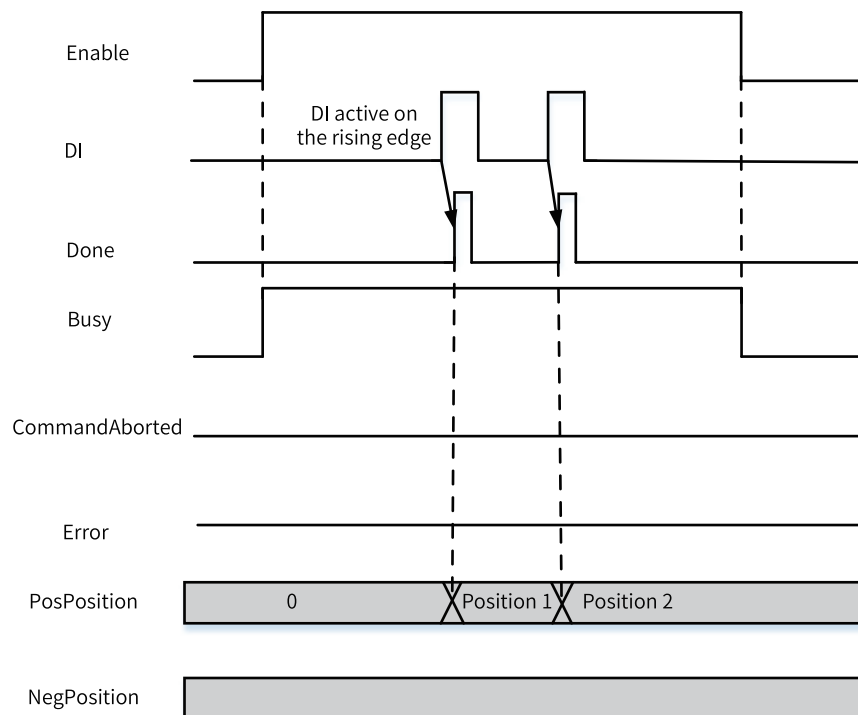 Enable
DI active on
the rising edge
DI
Done
Busy
CommandAborted
Error
PosPosition
0
Position 1
Position 2
NegPosition